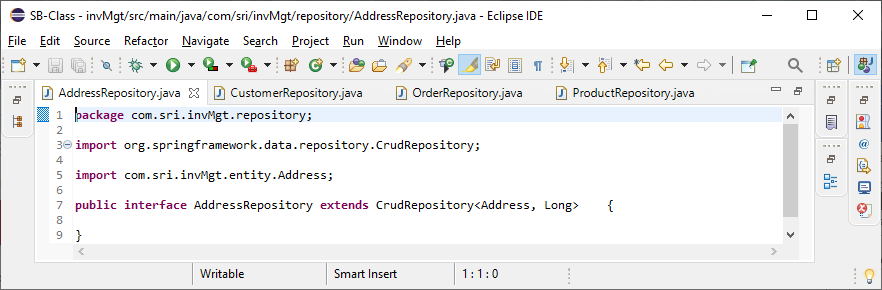 SB-Class - invMgt/src/main/java/com/sri/invMgt/repository/AddressRepository.java - Eclipse IDE
File Edit Source Refactor Navigate Search Project Run Window Help
AddressRepository.java CustomerRepository.java OrderRepository.java ProductRepository.java
1 package com.sri.invMgt.repository;
2
3 import org.springframework.data.repository.CrudRepository;
4
5 import com.sri.invMgt.entity.Address;
6
7 public interface AddressRepository extends CrudRepository<Address, Long> {
8
9 }
Writable Smart Insert 1 : 1 : 0